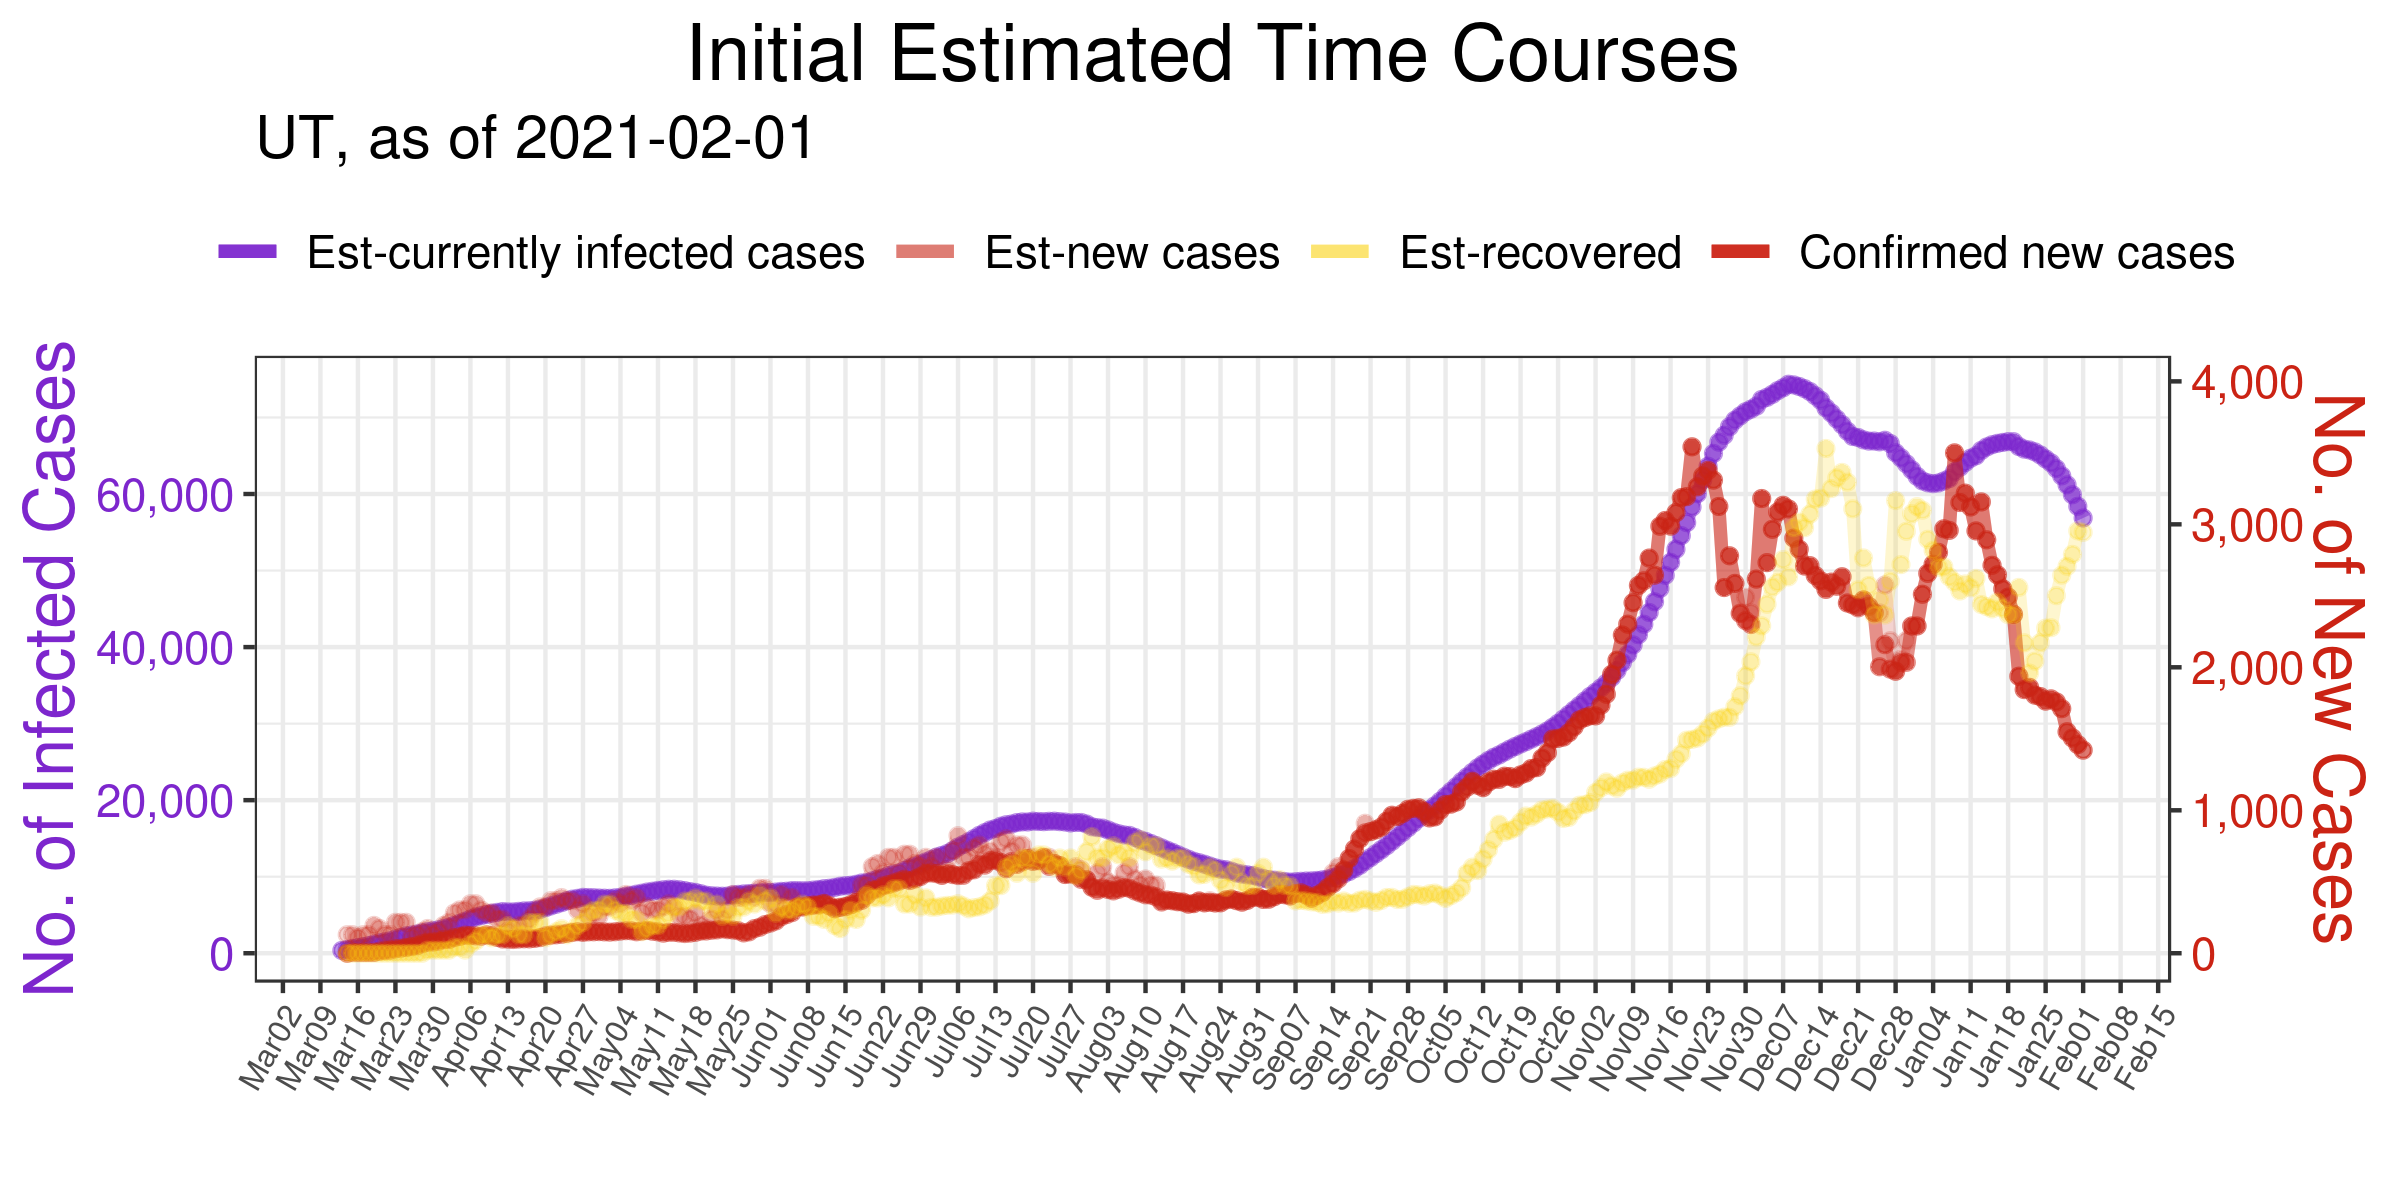 Initial Estimated Time Courses
UT, as of 2021-02-01
Est-currently infected cases Est-new cases Est-recovered Confirmed new cases
No. of Infected Cases
60,000
40,000
20,000
0
4,000
3,000
2,000
1,000
0
No. of New Cases
Mar02 Mar09 Mar16 Mar23 Mar30 Apr06 Apr13 Apr20 Apr27 May04 May11 May18 May25 Jun01 Jun08 Jun15 Jun22 Jun29 Jul06 Jul13 Jul20 Jul27 Aug03 Aug10 Aug17 Aug24 Aug31 Sep07 Sep14 Sep21 Sep28 Oct05 Oct12 Oct19 Oct26 Nov02 Nov09 Nov16 Nov23 Nov30 Dec07 Dec14 Dec21 Dec28 Jan04 Jan11 Jan18 Jan25 Feb01 Feb08 Feb15